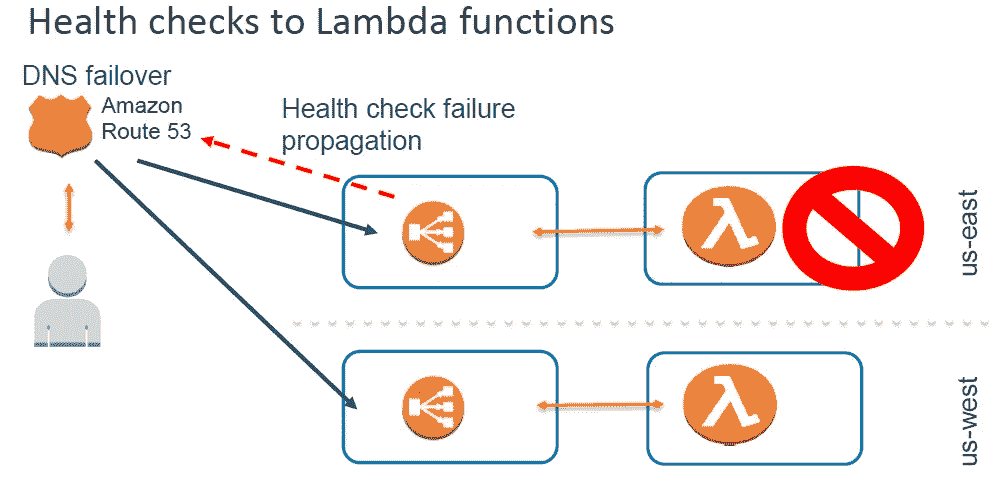 Health checks to Lambda functions
DNS failover
Amazon
Route 53
Health check failure
propagation
us-east
us-west